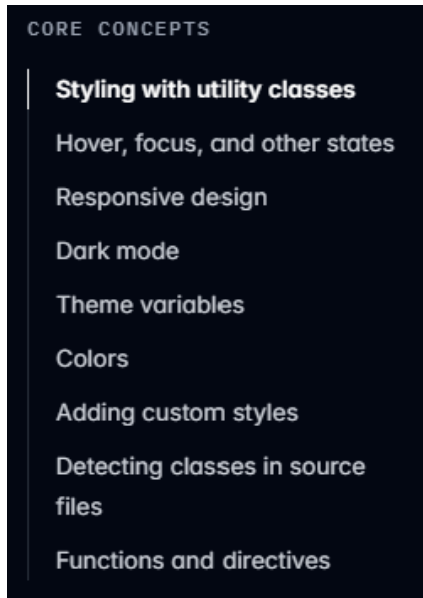 CORE CONCEPTS
Styling with utility classes
Hover, focus, and other states
Responsive design
Dark mode
Theme variables
Colors
Adding custom styles
Detecting classes in source
files
Functions and directives